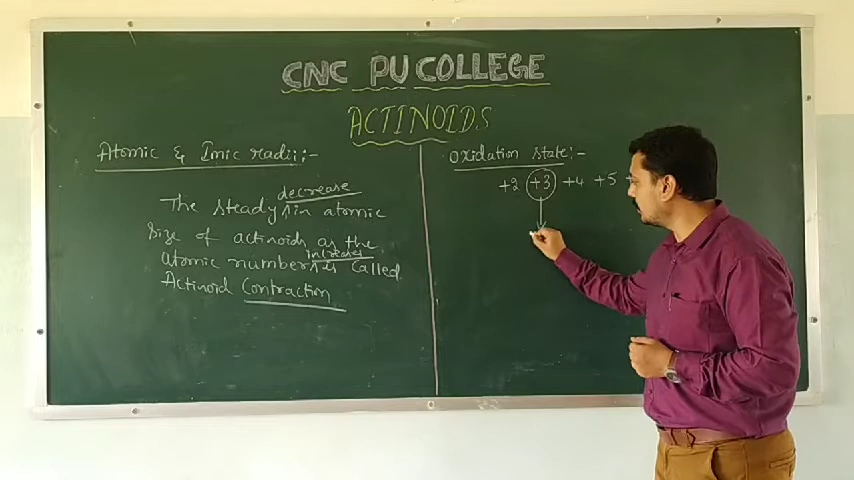 CNC PU COLLEGE
ACTINOIDS
Atomic & Ionic radii:-
The steady decrease in atomic
Size of actinoids as the
atomic number increases is Called
Actinoid Contraction
Oxidation state:-
+2 +3 +4 +5